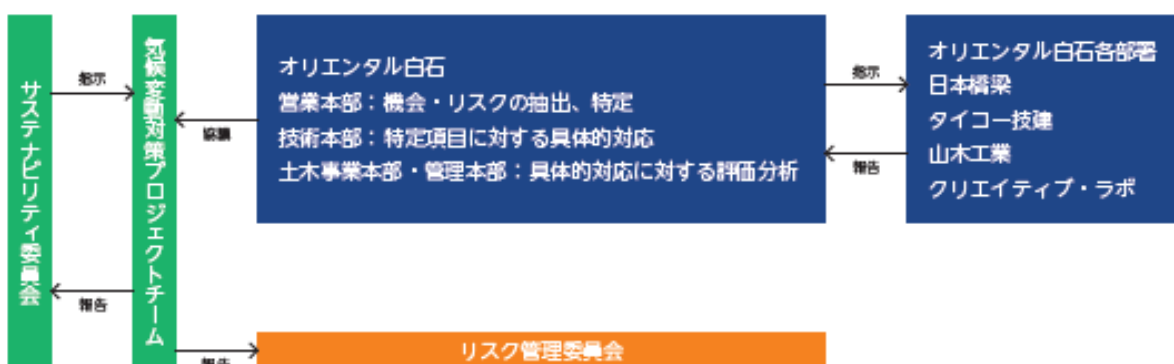 サステナビリティ委員会
指示
気候変動対策プロジェクトチーム
協議
オリエンタル白石
営業本部：機会・リスクの抽出、特定
技術本部：特定項目に対する具体的対応
土木事業本部・管理本部：具体的対応に対する評価分析
指示
報告
オリエンタル白石各部署
日本橋梁
タイコー技建
山木工業
クリエイティブ・ラボ
報告
報告
リスク管理委員会